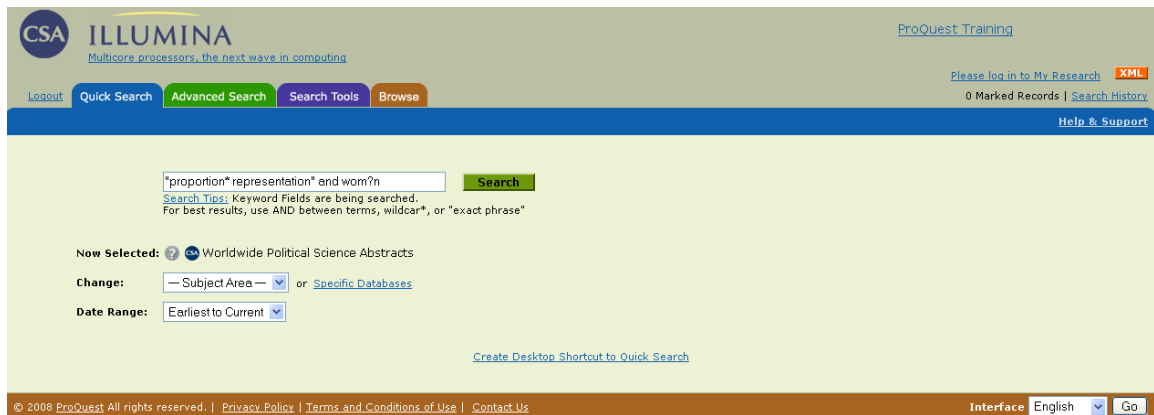 CSA ILLUMINA
ProQuest Training
Multicore processors, the next wave in computing
Please log in to My Research XML
Logout Quick Search Advanced Search Search Tools Browse
0 Marked Records | Search History
Help & Support
"proportion* representation" and wom?n Search
Search Tips: Keyword Fields are being searched.
For best results, use AND between terms, wildcar*, or "exact phrase"
Now Selected: ? CSA Worldwide Political Science Abstracts
Change: — Subject Area — or Specific Databases
Date Range: Earliest to Current
Create Desktop Shortcut to Quick Search
© 2008 ProQuest All rights reserved. | Privacy Policy | Terms and Conditions of Use | Contact Us
Interface English Go